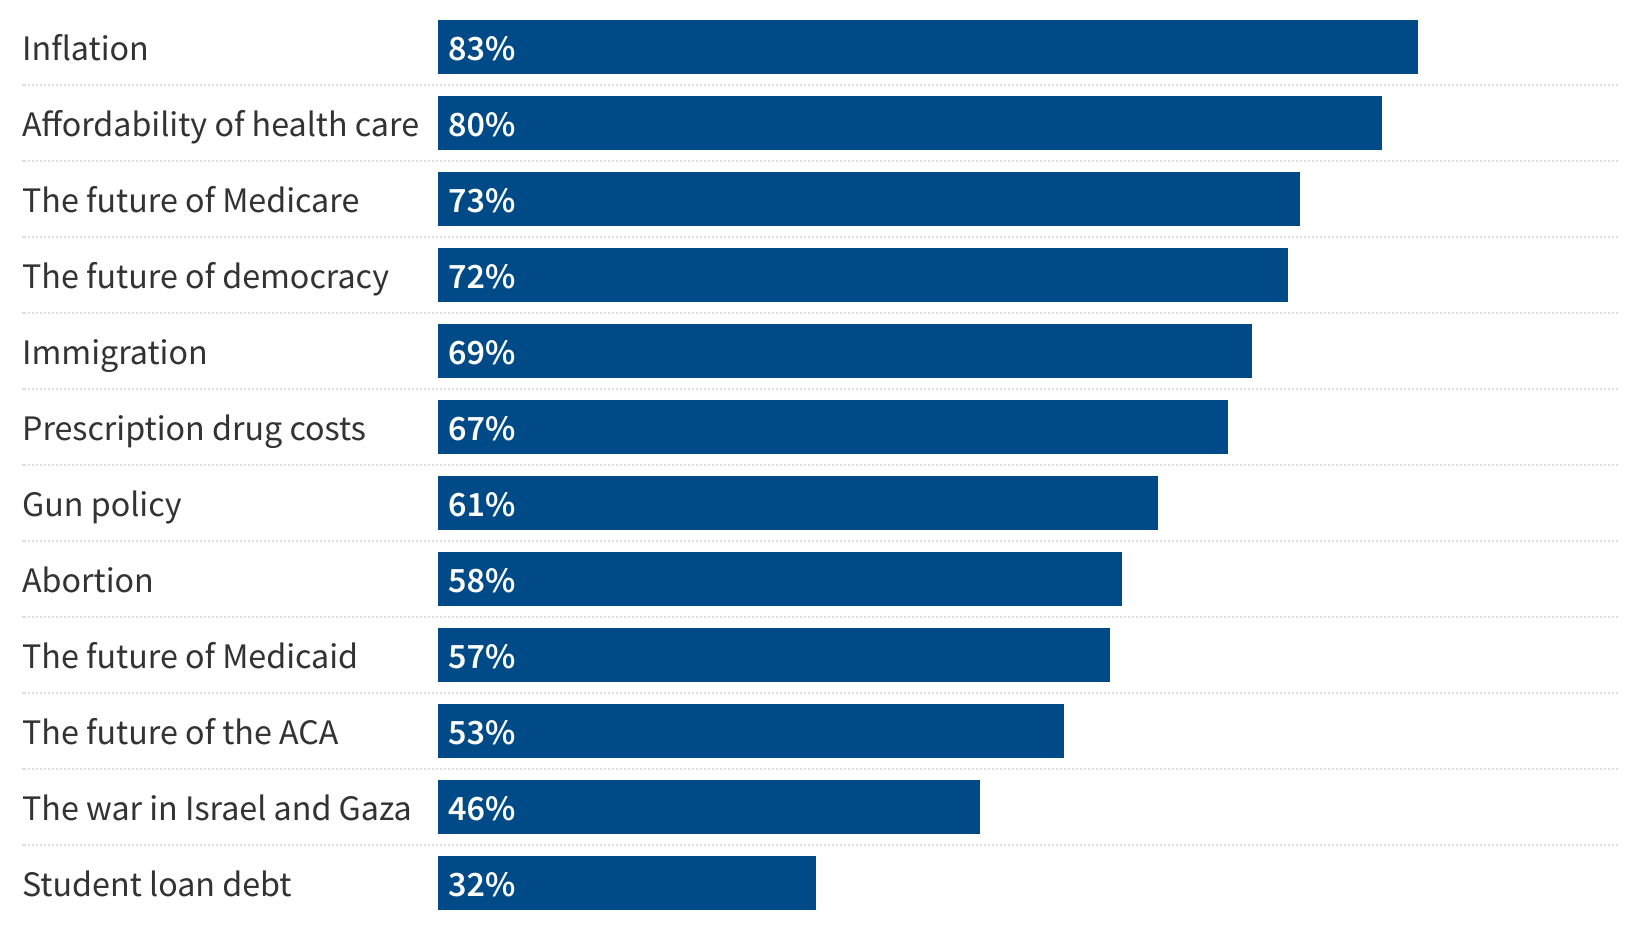 Inflation 83%
Affordability of health care 80%
The future of Medicare 73%
The future of democracy 72%
Immigration 69%
Prescription drug costs 67%
Gun policy 61%
Abortion 58%
The future of Medicaid 57%
The future of the ACA 53%
The war in Israel and Gaza 46%
Student loan debt 32%